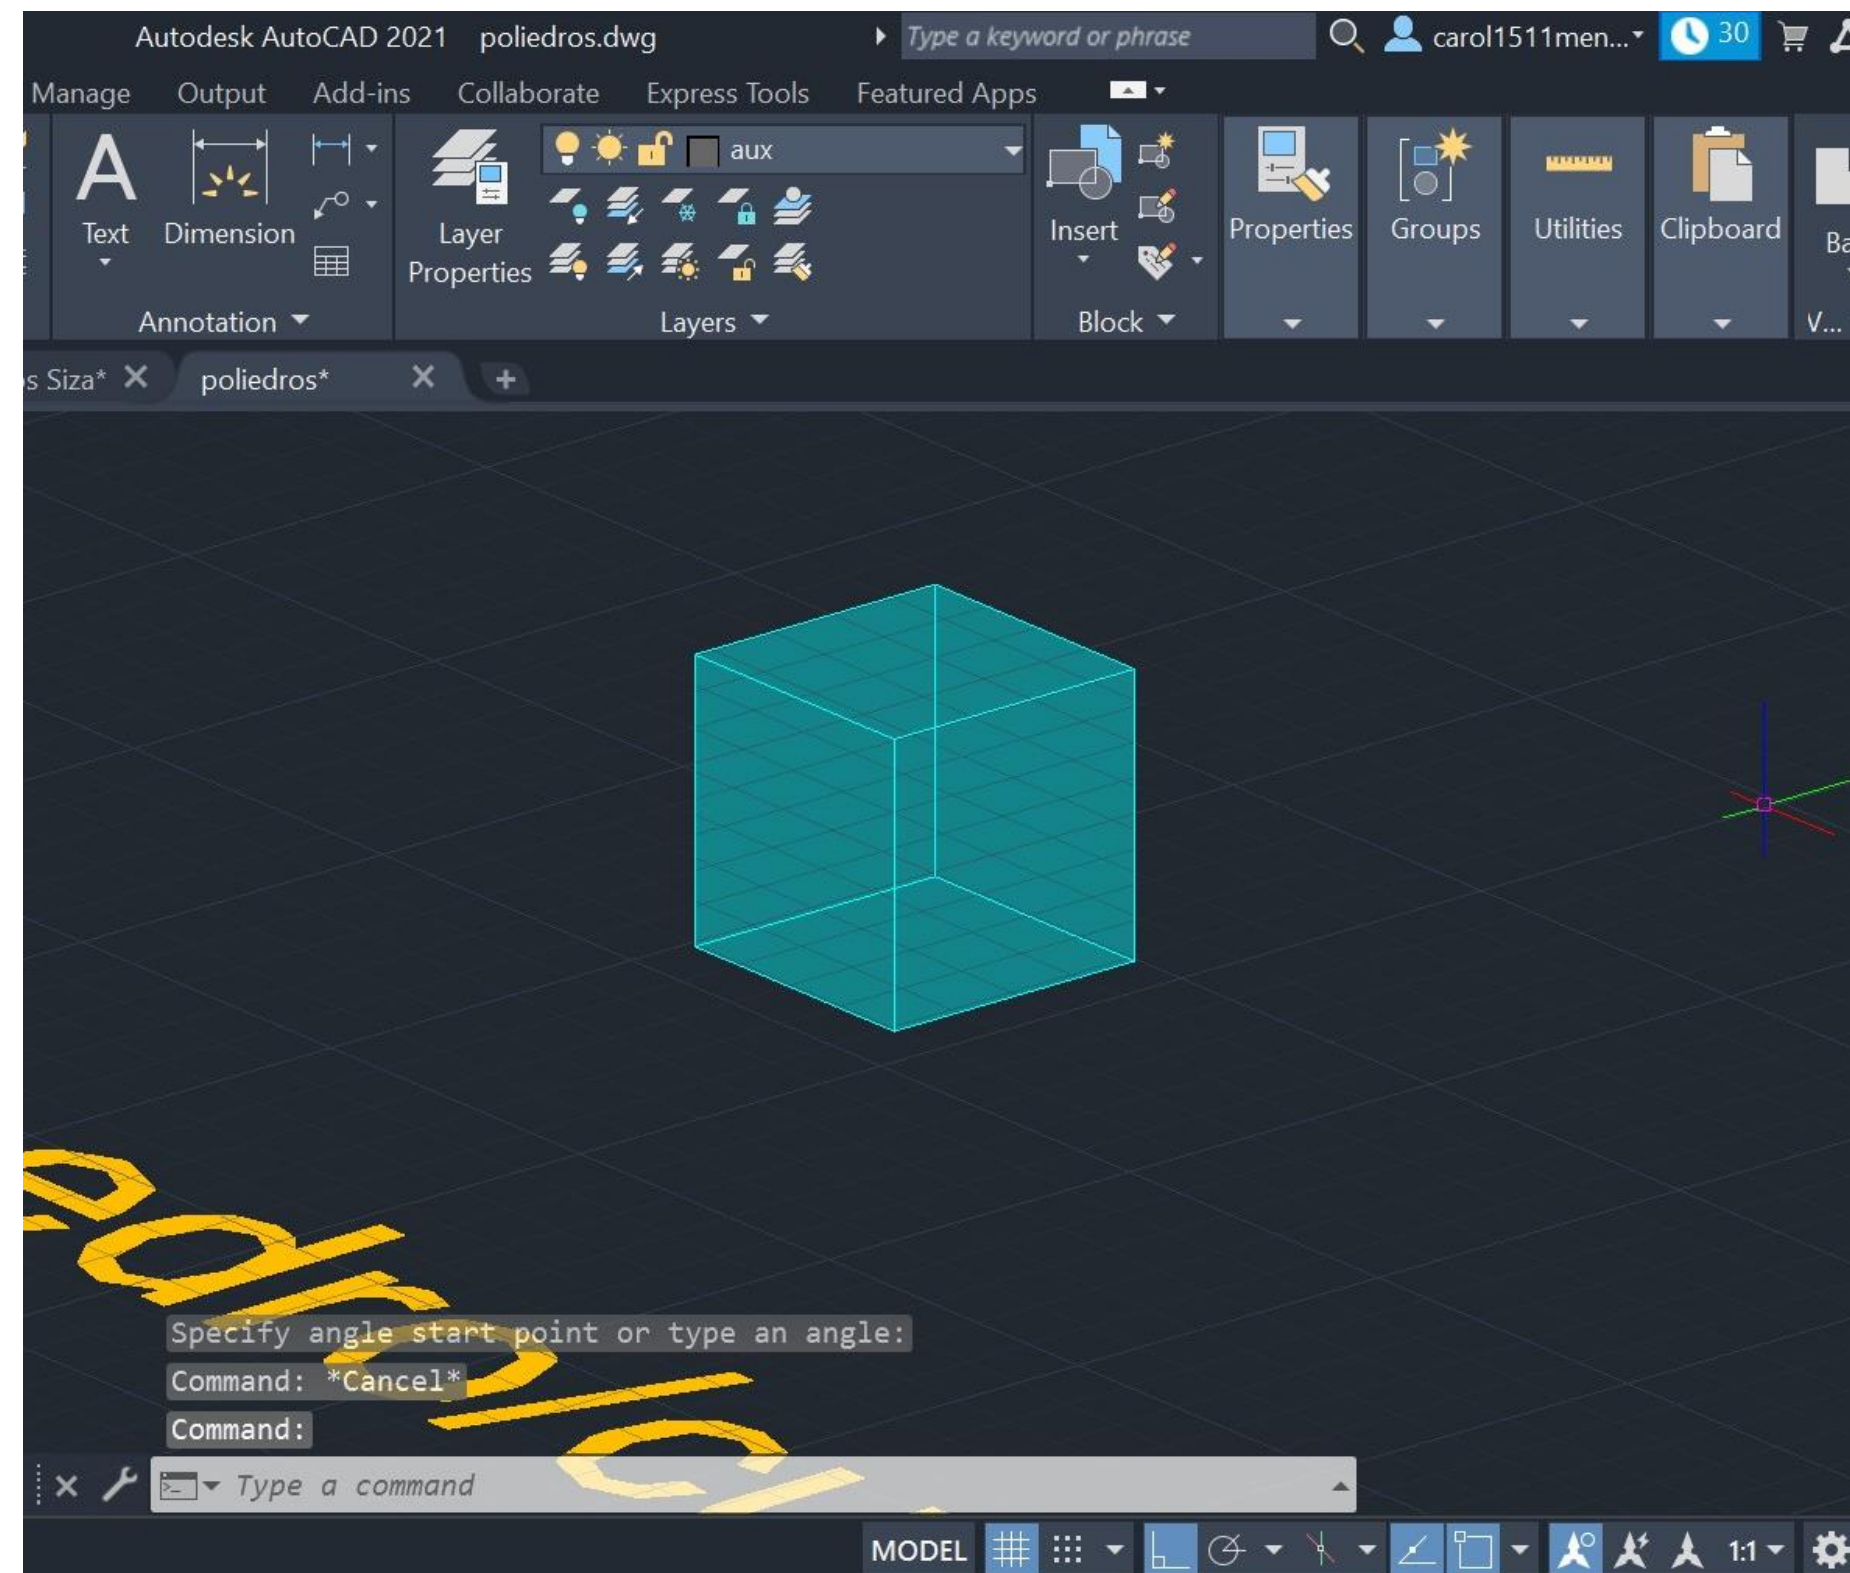 Autodesk AutoCAD 2021 poliedros.dwg Type a keyword or phrase carol1511men... 30
Manage Output Add-ins Collaborate Express Tools Featured Apps
aux
Text Dimension Layer Properties Insert Properties Groups Utilities Clipboard
Annotation Layers Block V...
s Siza* poliedros*
Specify angle start point or type an angle:
Command: *Cancel*
Command:
Type a command
MODEL 1:1